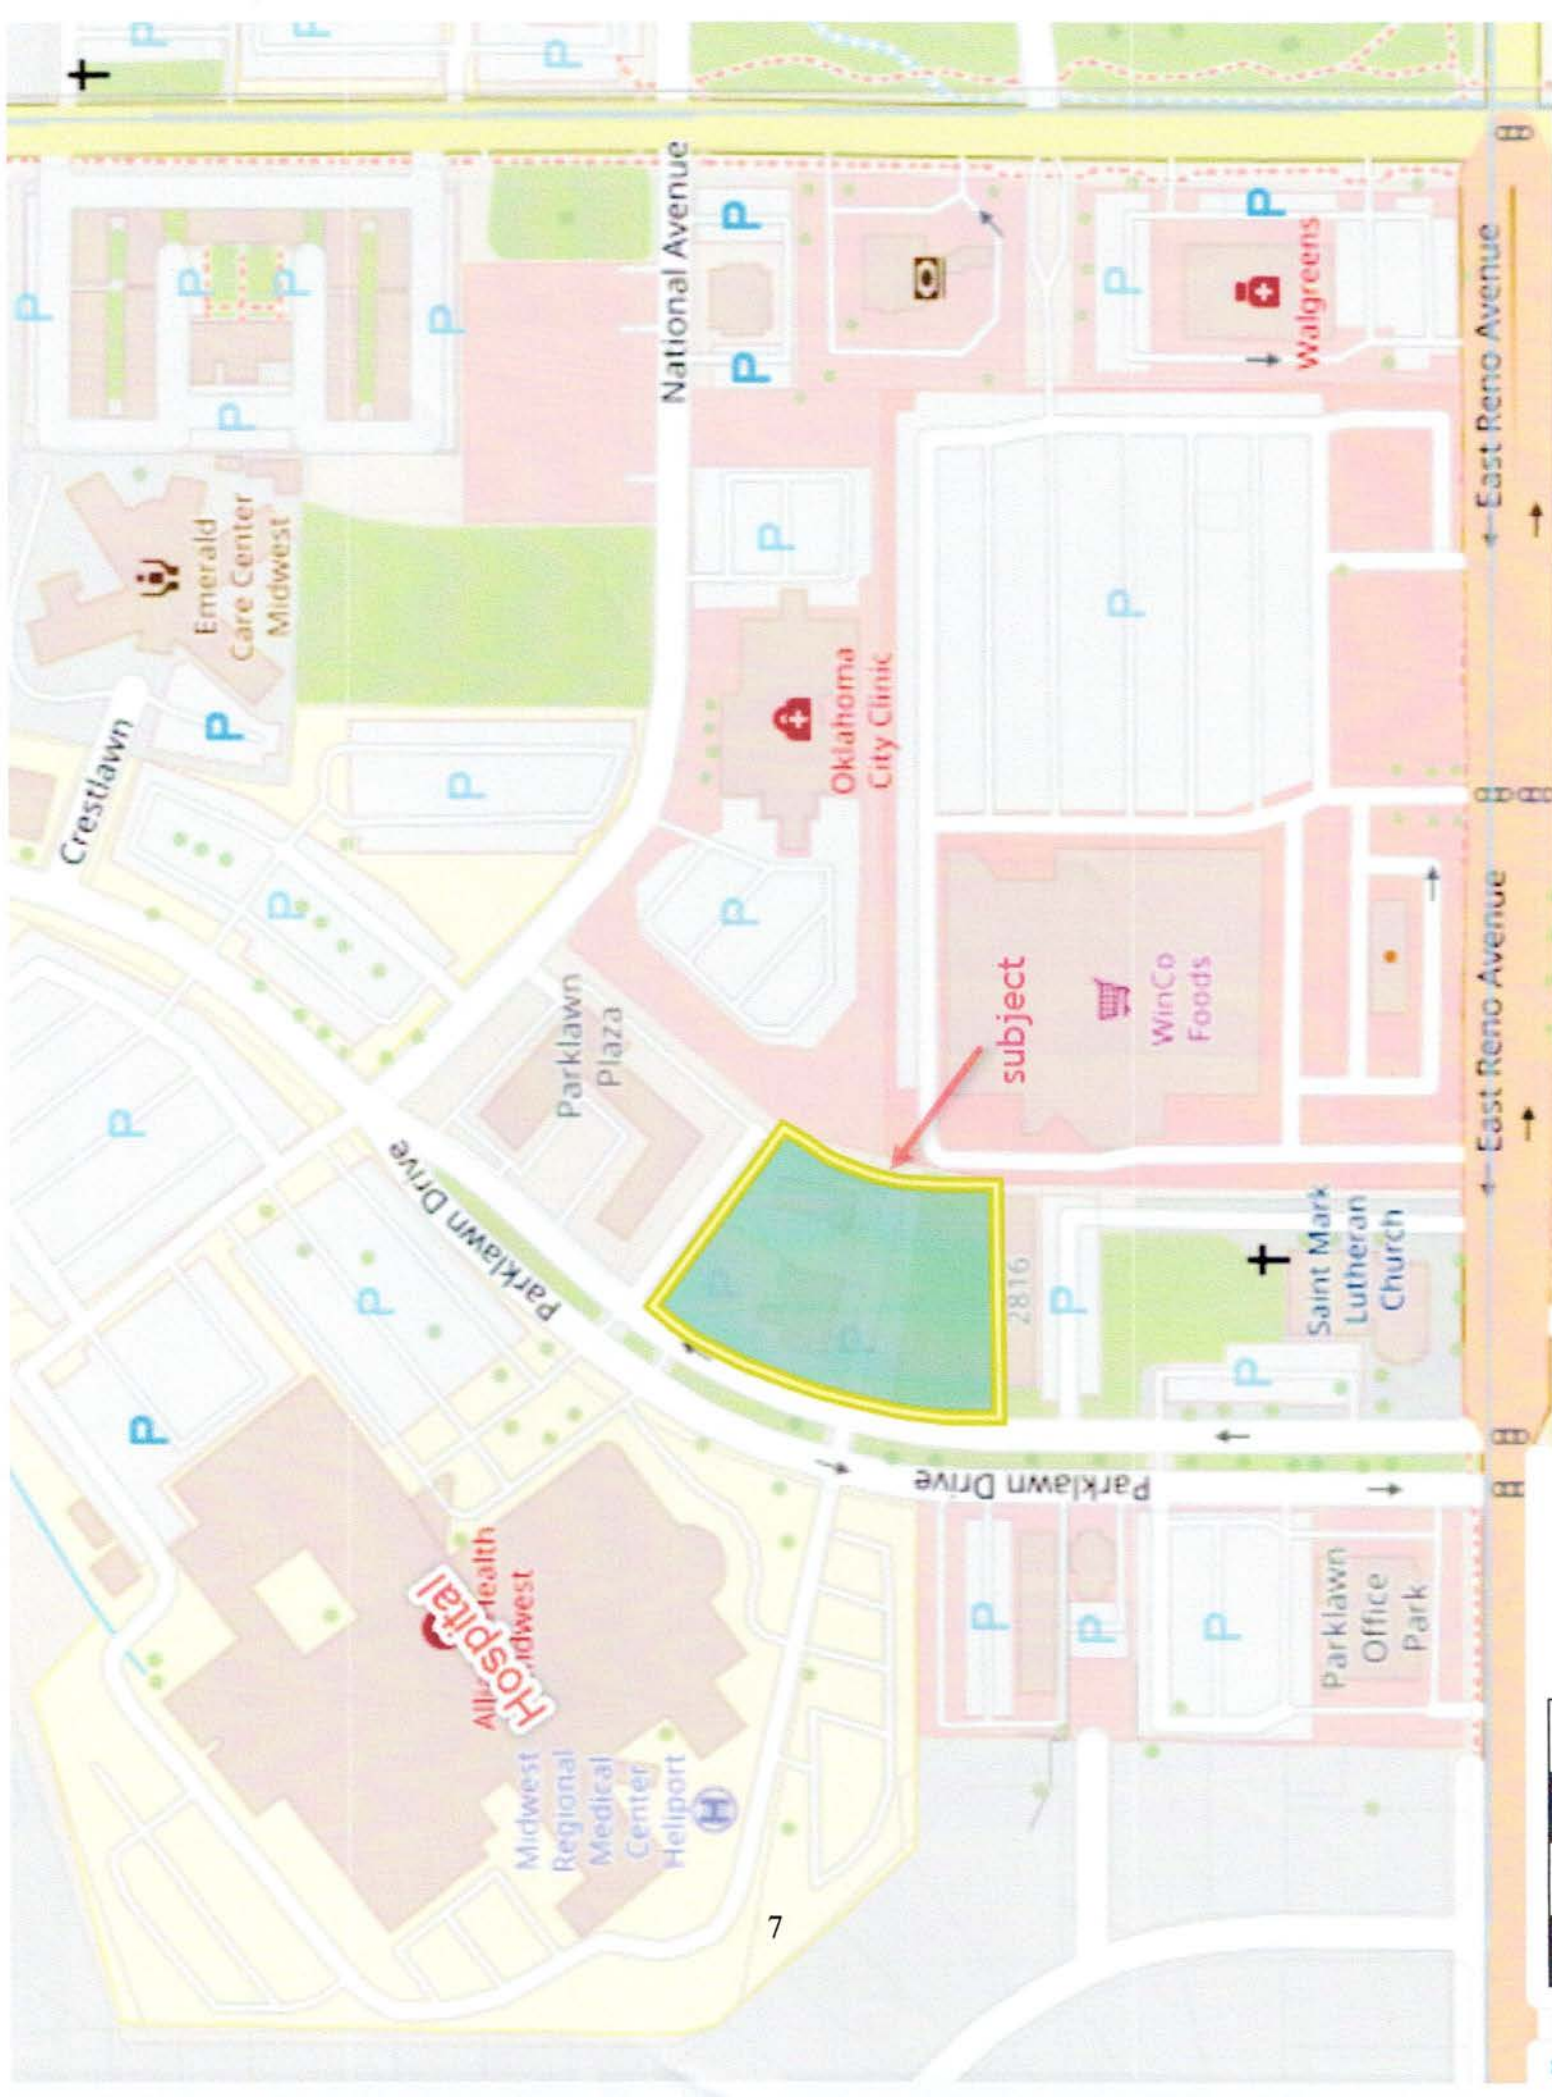 P
Crestlawn
P
P
P
P
P
P
Emerald
Care Center
Midwest
P
P
P
P
P
P
P
Parklawn Drive
P
P
Hospital
Midwest
Regional
Medical
Center
Heliport
H
Parklawn
Plaza
P
National Avenue
P
P
P
P
P
P
P
Oklahoma
City Clinic
Parklawn Drive
P
subject
2816
P
P
P
P
WinCo
Foods
P
P
P
Walgreens
Saint Mark
Lutheran
Church
Parklawn
Office
Park
East Reno Avenue
East Reno Avenue
7